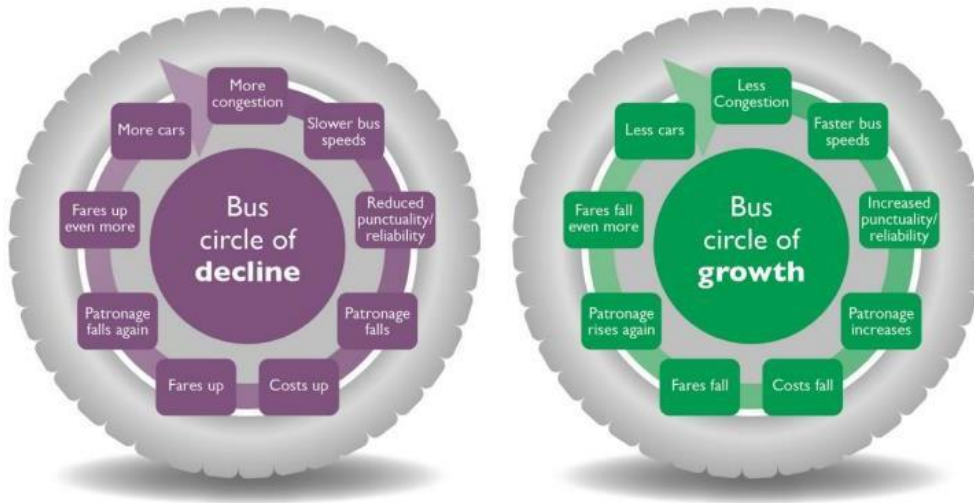 Bus
circle of
decline
More
congestion
Slower bus
speeds
Reduced
punctuality/
reliability
Patronage
falls
Costs up
Fares up
Patronage
falls again
Fares up
even more
More cars
Bus
circle of
growth
Less
Congestion
Faster bus
speeds
Increased
punctuality/
reliability
Patronage
increases
Costs fall
Fares fall
Patronage
rises again
Fares fall
even more
Less cars